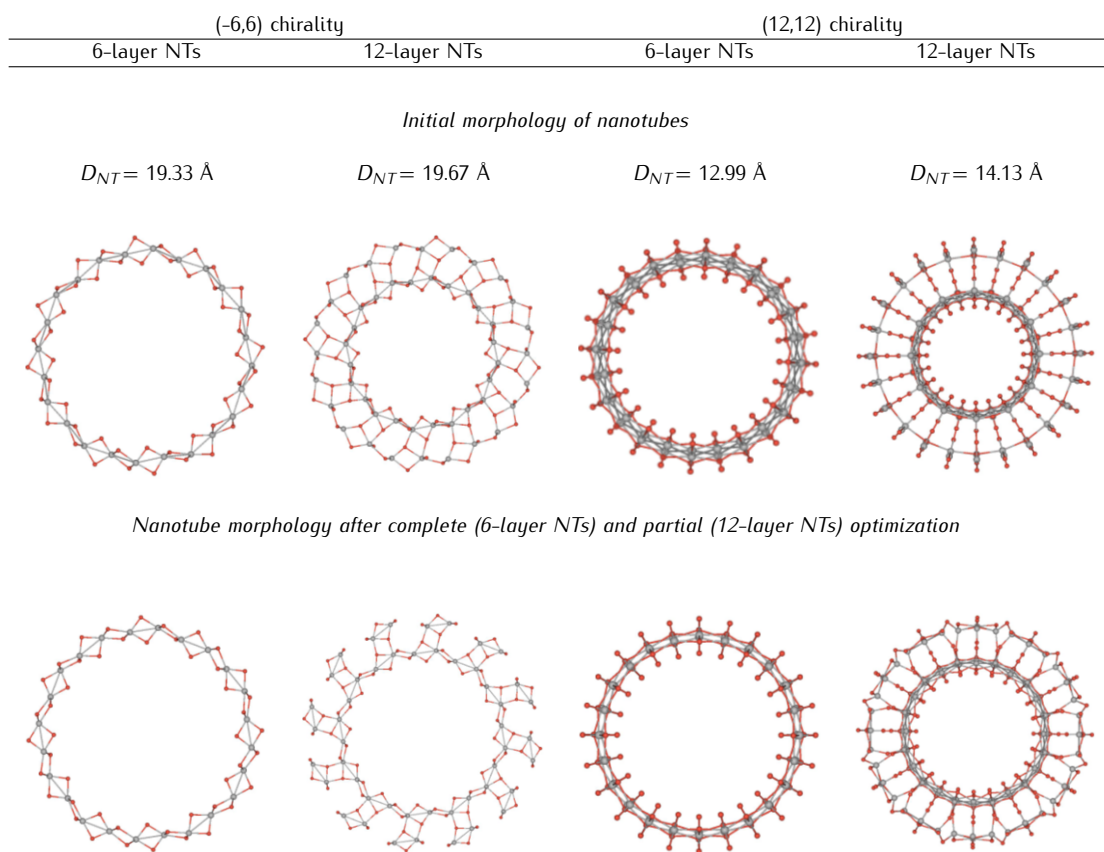 (–6,6) chirality (12,12) chirality
6–layer NTs 12–layer NTs 6–layer NTs 12–layer NTs
Initial morphology of nanotubes
D_NT= 19.33 Å D_NT= 19.67 Å D_NT= 12.99 Å D_NT= 14.13 Å
Nanotube morphology after complete (6–layer NTs) and partial (12–layer NTs) optimization